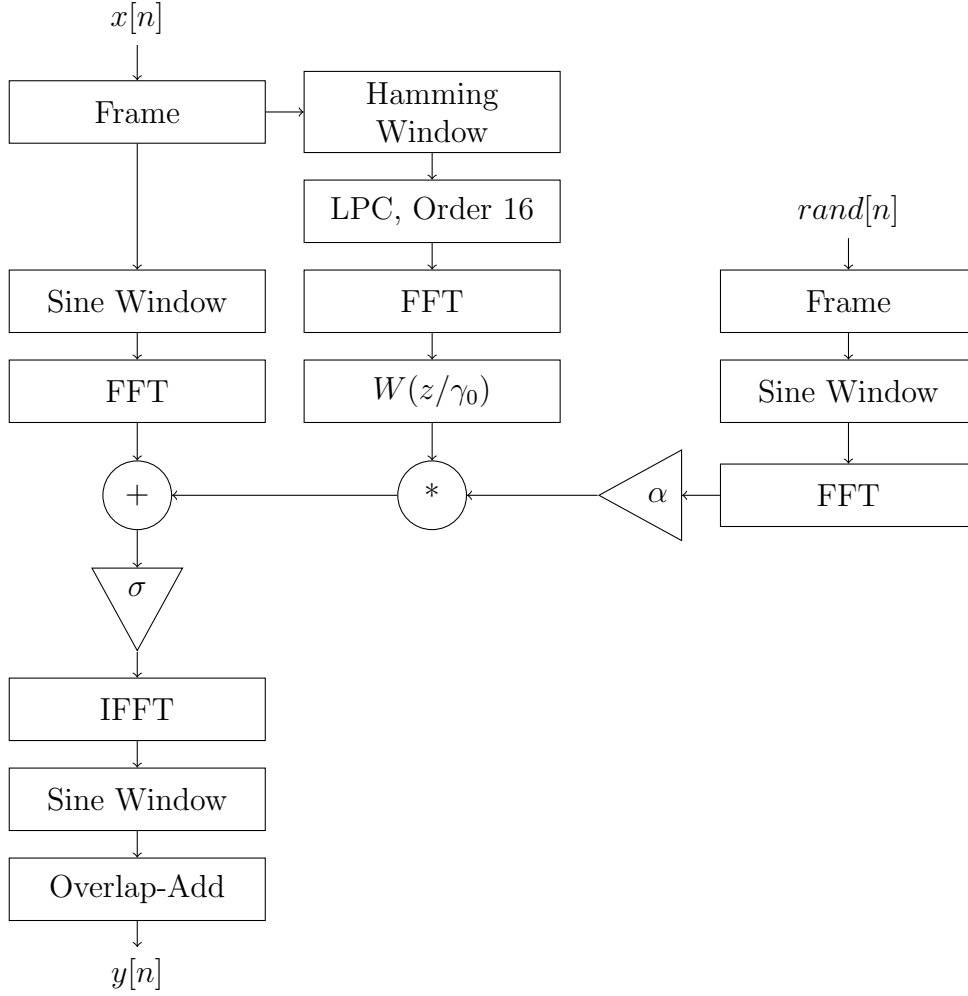 x[n]
Frame
Hamming
Window
LPC, Order 16
rand[n]
Sine Window
FFT
Frame
FFT
W(z/γ₀)
Sine Window
+
*
α
FFT
σ
IFFT
Sine Window
Overlap-Add
y[n]